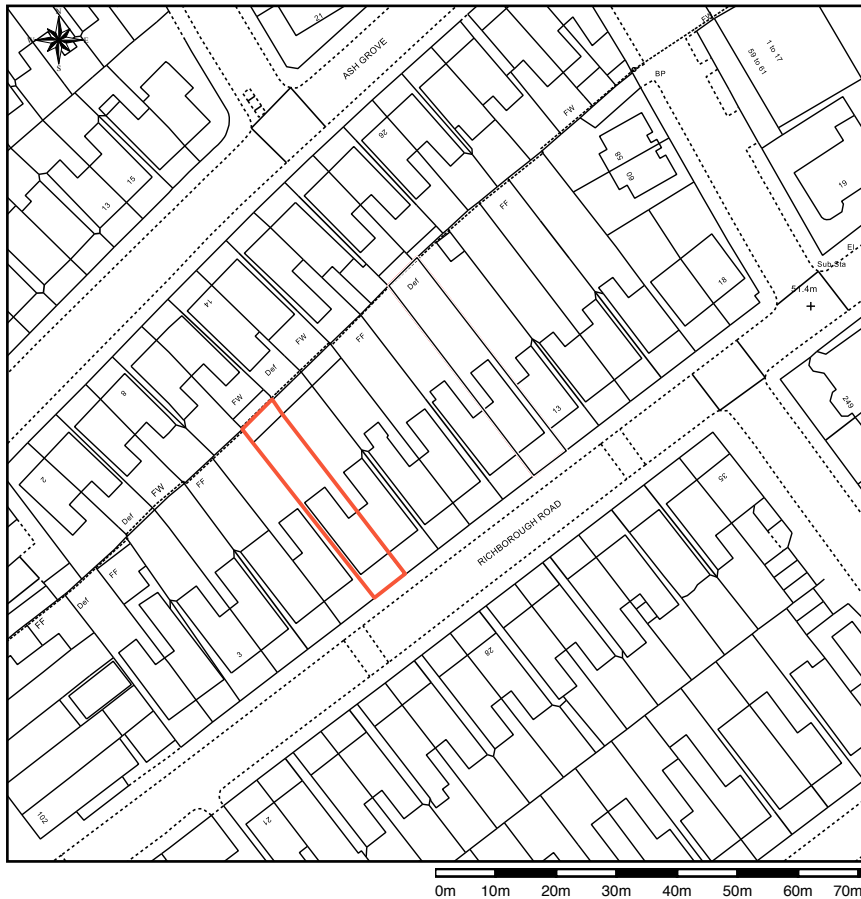 N
E
S
21
ASH GROVE
FW
BP
1 to 17
59 to 61
26
FW
58
60
19
15
13
FF
El
Sub Sta
51.4m
18
Def
14
FW
FF
Def
FW
8
13
249
2
FW
FF
Def
35
RICHBOROUGH ROAD
FF
Def
FF
3
28
102
21
0m 10m 20m 30m 40m 50m 60m 70m